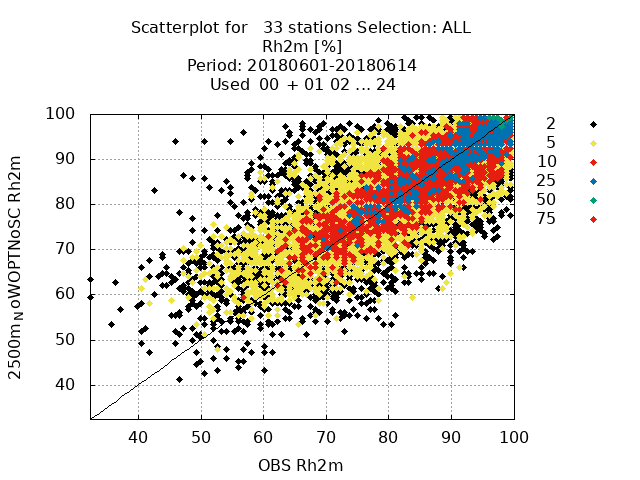 Scatterplot for 33 stations Selection: ALL
Rh2m [%]
Period: 20180601-20180614
Used 00 + 01 02 ... 24
2500m_NoWOPTNoSC Rh2m
100
90
80
70
60
50
40
40 50 60 70 80 90 100
OBS Rh2m
2
5
10
25
50
75